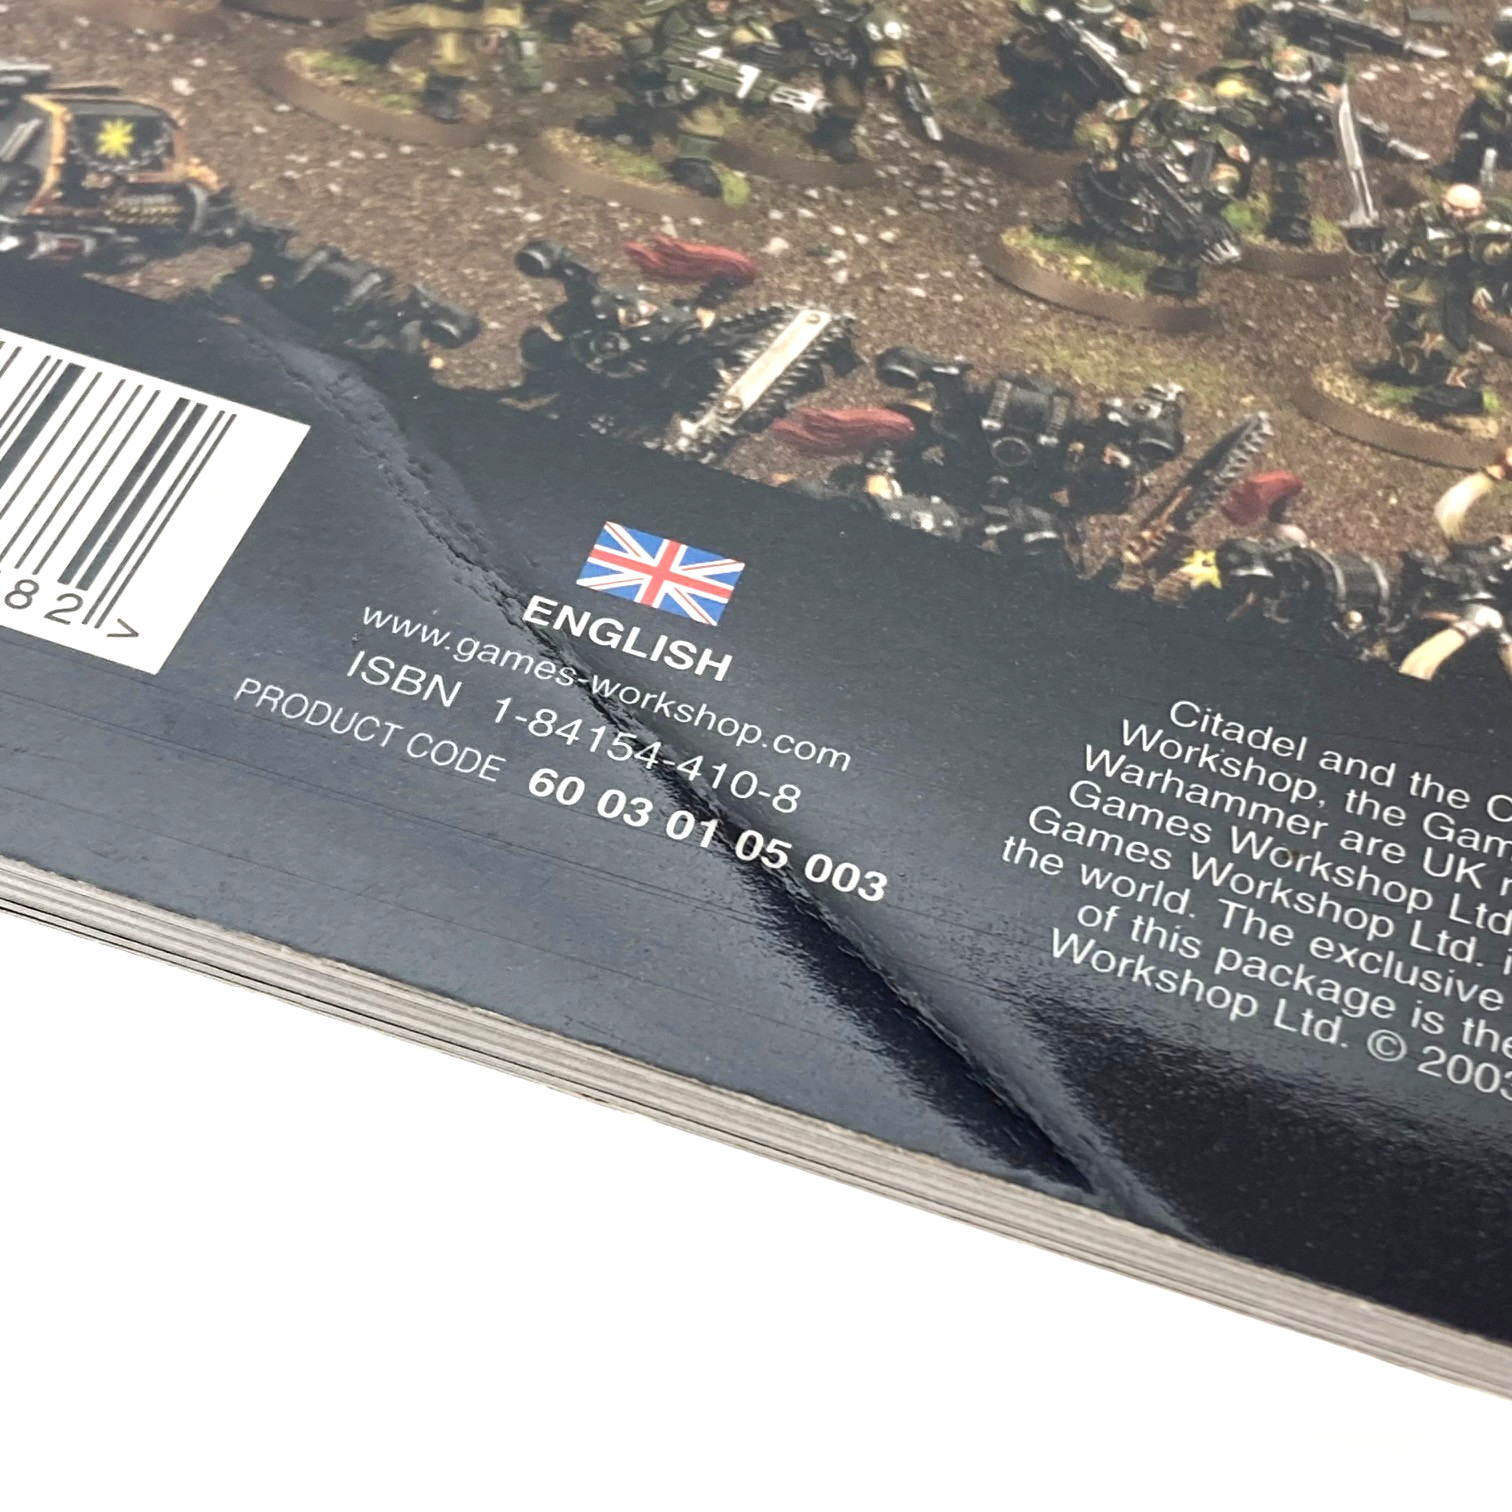 1
82
>
ENGLISH
www.games-workshop.com
ISBN 1-84154-410-8
PRODUCT CODE 60 03 01 05 003
Citadel and the
Workshop, the
Warhammer are UK
Games Workshop Ltd
Games Workshop Ltd.
the world. The exclusive
of this package is the
Workshop Ltd. © 2003